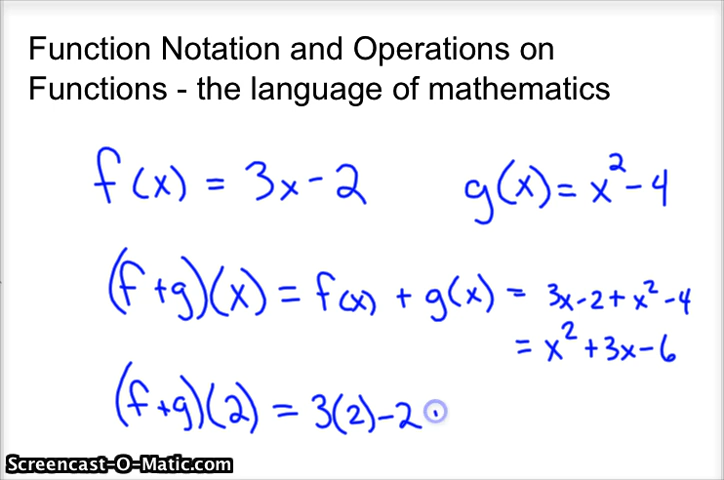 Function Notation and Operations on
Functions - the language of mathematics
f(x) = 3x - 2 g(x) = x² - 4
(f+g)(x) = f(x) + g(x) = 3x - 2 + x² - 4
= x² + 3x - 6
(f+g)(2) = 3(2) - 2
Screencast-O-Matic.com